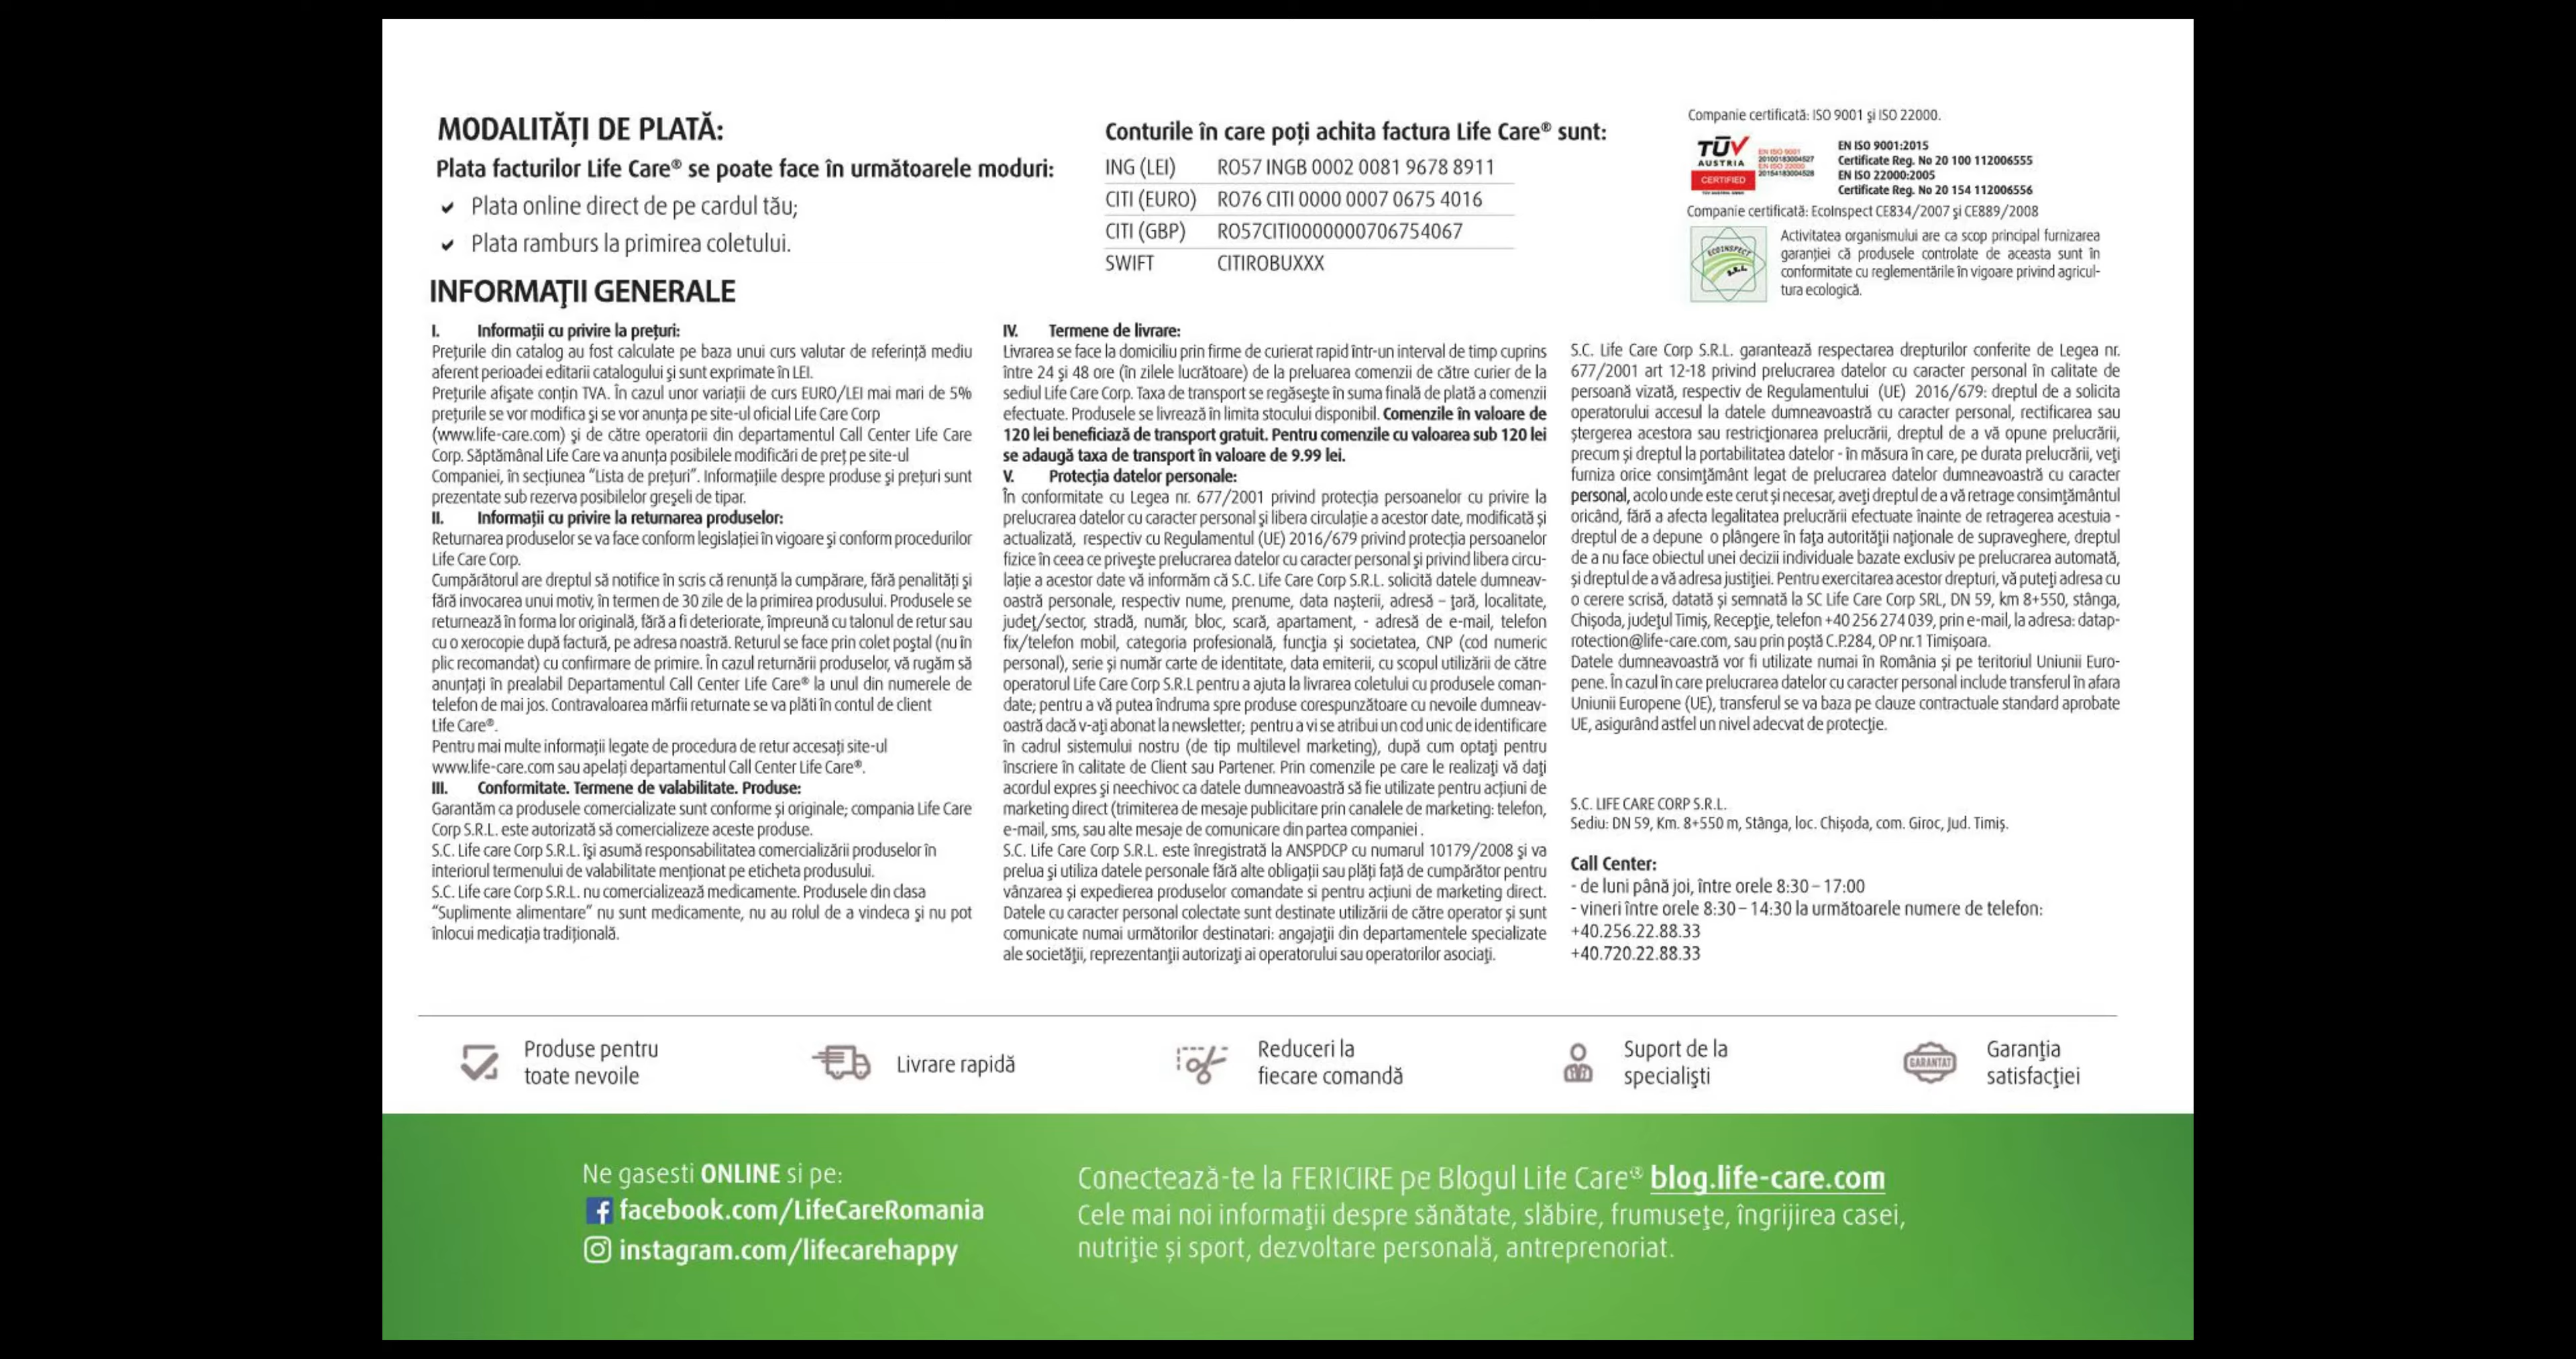 MODALITĂȚI DE PLATĂ:
Plata facturilor Life Care® se poate face în următoarele moduri:
Plata online direct de pe cardul tău;
Plata ramburs la primirea coletului.
Conturile în care poți achita factura Life Care® sunt:
ING (LEI) RO57 INGB 0002 0081 9678 8911
CITI (EURO) RO76 CITI 0000 0007 0675 4016
CITI (GBP) RO57CITI0000000706754067
SWIFT CITIROBUXXX
Companie certificată: ISO 9001 și ISO 22000.
TÜV
AUSTRIA
CERTIFIED
EN ISO 9001
20100183004527
EN ISO 22000
20154183004528
EN ISO 9001:2015
Certificate Reg. No 20 100 112006555
EN ISO 22000:2005
Certificate Reg. No 20 154 112006556
Companie certificată: EcoInspect CE834/2007 și CE889/2008
ECOINSPECT
S.R.L.
Activitatea organismului are ca scop principal furnizarea
garanției că produsele controlate de aceasta sunt în
conformitate cu reglementările în vigoare privind agricul-
tura ecologică.
INFORMAŢII GENERALE
I. Informații cu privire la prețuri:
Prețurile din catalog au fost calculate pe baza unui curs valutar de referință mediu
aferent perioadei editarii catalogului și sunt exprimate în LEI.
Prețurile afișate conțin TVA. În cazul unor variații de curs EURO/LEI mai mari de 5%
prețurile se vor modifica și se vor anunța pe site-ul oficial Life Care Corp
(www.life-care.com) și de către operatorii din departamentul Call Center Life Care
Corp. Săptămânal Life Care va anunța posibilele modificări de preț pe site-ul
Companiei, în secțiunea "Lista de prețuri". Informațiile despre produse și prețuri sunt
prezentate sub rezerva posibilelor greșeli de tipar.
II. Informații cu privire la returnarea produselor:
Returnarea produselor se va face conform legislației în vigoare și conform procedurilor
Life Care Corp.
Cumpărătorul are dreptul să notifice în scris că renunță la cumpărare, fără penalități și
fără invocarea unui motiv, în termen de 30 zile de la primirea produsului. Produsele se
returnează în forma lor originală, fără a fi deteriorate, împreună cu talonul de retur sau
cu o xerocopie după factură, pe adresa noastră. Returul se face prin colet poștal (nu în
plic recomandat) cu confirmare de primire. În cazul returnării produselor, vă rugăm să
anunțați în prealabil Departamentul Call Center Life Care® la unul din numerele de
telefon de mai jos. Contravaloarea mărfii returnate se va plăti în contul de client
Life Care®.
Pentru mai multe informații legate de procedura de retur accesați site-ul
www.life-care.com sau apelați departamentul Call Center Life Care®.
III. Conformitate. Termene de valabilitate. Produse:
Garantăm ca produsele comercializate sunt conforme și originale; compania Life Care
Corp S.R.L. este autorizată să comercializeze aceste produse.
S.C. Life care Corp S.R.L. își asumă responsabilitatea comercializării produselor în
interiorul termenului de valabilitate menționat pe eticheta produsului.
S.C. Life care Corp S.R.L. nu comercializează medicamente. Produsele din clasa
"Suplimente alimentare" nu sunt medicamente, nu au rolul de a vindeca și nu pot
înlocui medicația tradițională.
IV. Termene de livrare:
Livrarea se face la domiciliu prin firme de curierat rapid într-un interval de timp cuprins
între 24 și 48 ore (în zilele lucrătoare) de la preluarea comenzii de către curier de la
sediul Life Care Corp. Taxa de transport se regăsește în suma finală de plată a comenzii
efectuate. Produsele se livrează în limita stocului disponibil. Comenzile în valoare de
120 lei beneficiază de transport gratuit. Pentru comenzile cu valoarea sub 120 lei
se adaugă taxa de transport în valoare de 9.99 lei.
V. Protecția datelor personale:
În conformitate cu Legea nr. 677/2001 privind protecția persoanelor cu privire la
prelucrarea datelor cu caracter personal și libera circulație a acestor date, modificată și
actualizată, respectiv cu Regulamentul (UE) 2016/679 privind protecția persoanelor
fizice în ceea ce privește prelucrarea datelor cu caracter personal și privind libera circu-
lație a acestor date vă informăm că S.C. Life Care Corp S.R.L. solicită datele dumneav-
oastră personale, respectiv nume, prenume, data nașterii, adresă – țară, localitate,
județ/sector, stradă, număr, bloc, scară, apartament, - adresă de e-mail, telefon
fix/telefon mobil, categoria profesională, funcția și societatea, CNP (cod numeric
personal), serie și număr carte de identitate, data emiterii, cu scopul utilizării de către
operatorul Life Care Corp S.R.L pentru a ajuta la livrarea coletului cu produsele coman-
date; pentru a vă putea îndruma spre produse corespunzătoare cu nevoile dumneav-
oastră dacă v-ați abonat la newsletter; pentru a vi se atribui un cod unic de identificare
în cadrul sistemului nostru (de tip multilevel marketing), după cum optați pentru
înscriere în calitate de Client sau Partener. Prin comenzile pe care le realizați vă dați
acordul expres și neechivoc ca datele dumneavoastră să fie utilizate pentru acțiuni de
marketing direct (trimiterea de mesaje publicitare prin canalele de marketing: telefon,
e-mail, sms, sau alte mesaje de comunicare din partea companiei .
S.C. Life Care Corp S.R.L. este înregistrată la ANSPDCP cu numarul 10179/2008 și va
prelua și utiliza datele personale fără alte obligații sau plăți față de cumpărător pentru
vânzarea și expedierea produselor comandate si pentru acțiuni de marketing direct.
Datele cu caracter personal colectate sunt destinate utilizării de către operator și sunt
comunicate numai următorilor destinatari: angajații din departamentele specializate
ale societății, reprezentanții autorizați ai operatorului sau operatorilor asociați.
S.C. Life Care Corp S.R.L. garantează respectarea drepturilor conferite de Legea nr.
677/2001 art 12-18 privind prelucrarea datelor cu caracter personal în calitate de
persoană vizată, respectiv de Regulamentului (UE) 2016/679: dreptul de a solicita
operatorului accesul la datele dumneavoastră cu caracter personal, rectificarea sau
ștergerea acestora sau restricționarea prelucrării, dreptul de a vă opune prelucrării,
precum și dreptul la portabilitatea datelor - în măsura în care, pe durata prelucrării, veți
furniza orice consimțământ legat de prelucrarea datelor dumneavoastră cu caracter
personal, acolo unde este cerut și necesar, aveți dreptul de a vă retrage consimțământul
oricând, fără a afecta legalitatea prelucrării efectuate înainte de retragerea acestuia -
dreptul de a depune o plângere în fața autorității naționale de supraveghere, dreptul
de a nu face obiectul unei decizii individuale bazate exclusiv pe prelucrarea automată,
și dreptul de a vă adresa justiției. Pentru exercitarea acestor drepturi, vă puteți adresa cu
o cerere scrisă, datată și semnată la SC Life Care Corp SRL, DN 59, km 8+550, stânga,
Chișoda, județul Timiș, Recepție, telefon +40 256 274 039, prin e-mail, la adresa: datap-
rotection@life-care.com, sau prin poștă C.P.284, OP nr.1 Timișoara.
Datele dumneavoastră vor fi utilizate numai în România și pe teritoriul Uniunii Euro-
pene. În cazul în care prelucrarea datelor cu caracter personal include transferul în afara
Uniunii Europene (UE), transferul se va baza pe clauze contractuale standard aprobate
UE, asigurând astfel un nivel adecvat de protecție.
S.C. LIFE CARE CORP S.R.L.
Sediu: DN 59, Km. 8+550 m, Stânga, loc. Chișoda, com. Giroc, Jud. Timiș.
Call Center:
- de luni până joi, între orele 8:30 – 17:00
- vineri între orele 8:30 – 14:30 la următoarele numere de telefon:
+40.256.22.88.33
+40.720.22.88.33
Produse pentru
toate nevoile
Livrare rapidă
Reduceri la
fiecare comandă
Suport de la
specialiști
GARANTAT
Garanția
satisfacției
Ne gasesti ONLINE si pe:
facebook.com/LifeCareRomania
instagram.com/lifecarehappy
Conectează-te la FERICIRE pe Blogul Life Care® blog.life-care.com
Cele mai noi informații despre sănătate, slăbire, frumusețe, îngrijirea casei,
nutriție și sport, dezvoltare personală, antreprenoriat.